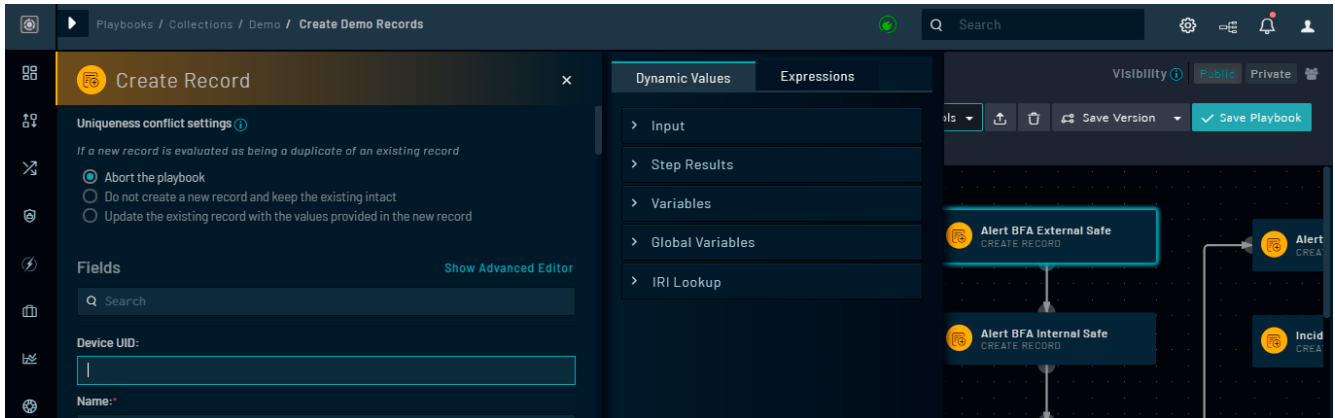 Playbooks / Collections / Demo / Create Demo Records
Search
Create Record
Uniqueness conflict settings
If a new record is evaluated as being a duplicate of an existing record
Abort the playbook
Do not create a new record and keep the existing intact
Update the existing record with the values provided in the new record
Fields
Show Advanced Editor
Search
Device UID:
Name:*
Dynamic Values
Expressions
Input
Step Results
Variables
Global Variables
IRI Lookup
Visibility
Public
Private
Save Version
Save Playbook
Alert BFA External Safe
CREATE RECORD
Alert BFA Internal Safe
CREATE RECORD
Alert
CREA
Incid
CREA